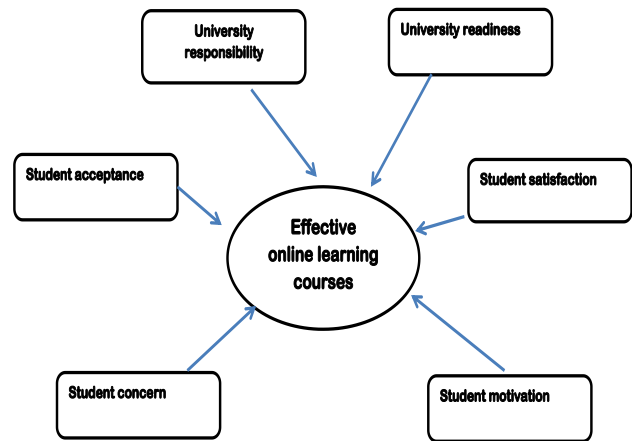 University
responsibility
University readiness
Student acceptance
Student satisfaction
Effective
online learning
courses
Student concern
Student motivation